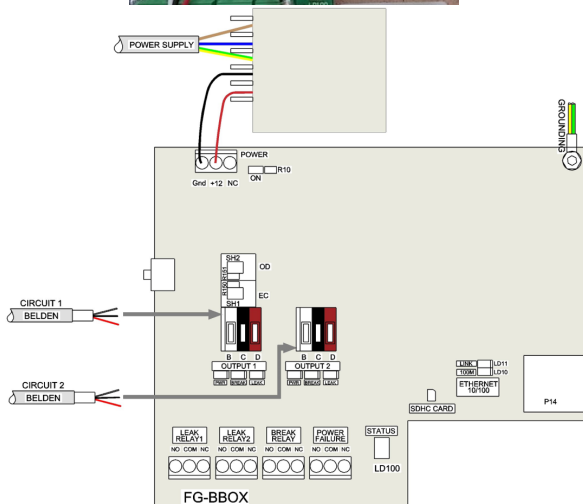 LD100
POWER SUPPLY
GROUNDING
POWER
R10
Gnd +12 NC
ON
SH2
R161
OD
R150
EC
SH1
CIRCUIT 1
BELDEN
B C D
B C D
OUTPUT 1
OUTPUT 2
PWR BREAK LEAK
PWR BREAK LEAK
LINK LD11
100M LD10
ETHERNET
10/100
CIRCUIT 2
BELDEN
SDHC CARD
P14
LEAK
RELAY1
LEAK
RELAY2
BREAK
RELAY
POWER
FAILURE
STATUS
NO COM NC
NO COM NC
NO COM NC
NO COM NC
LD100
FG-BBOX